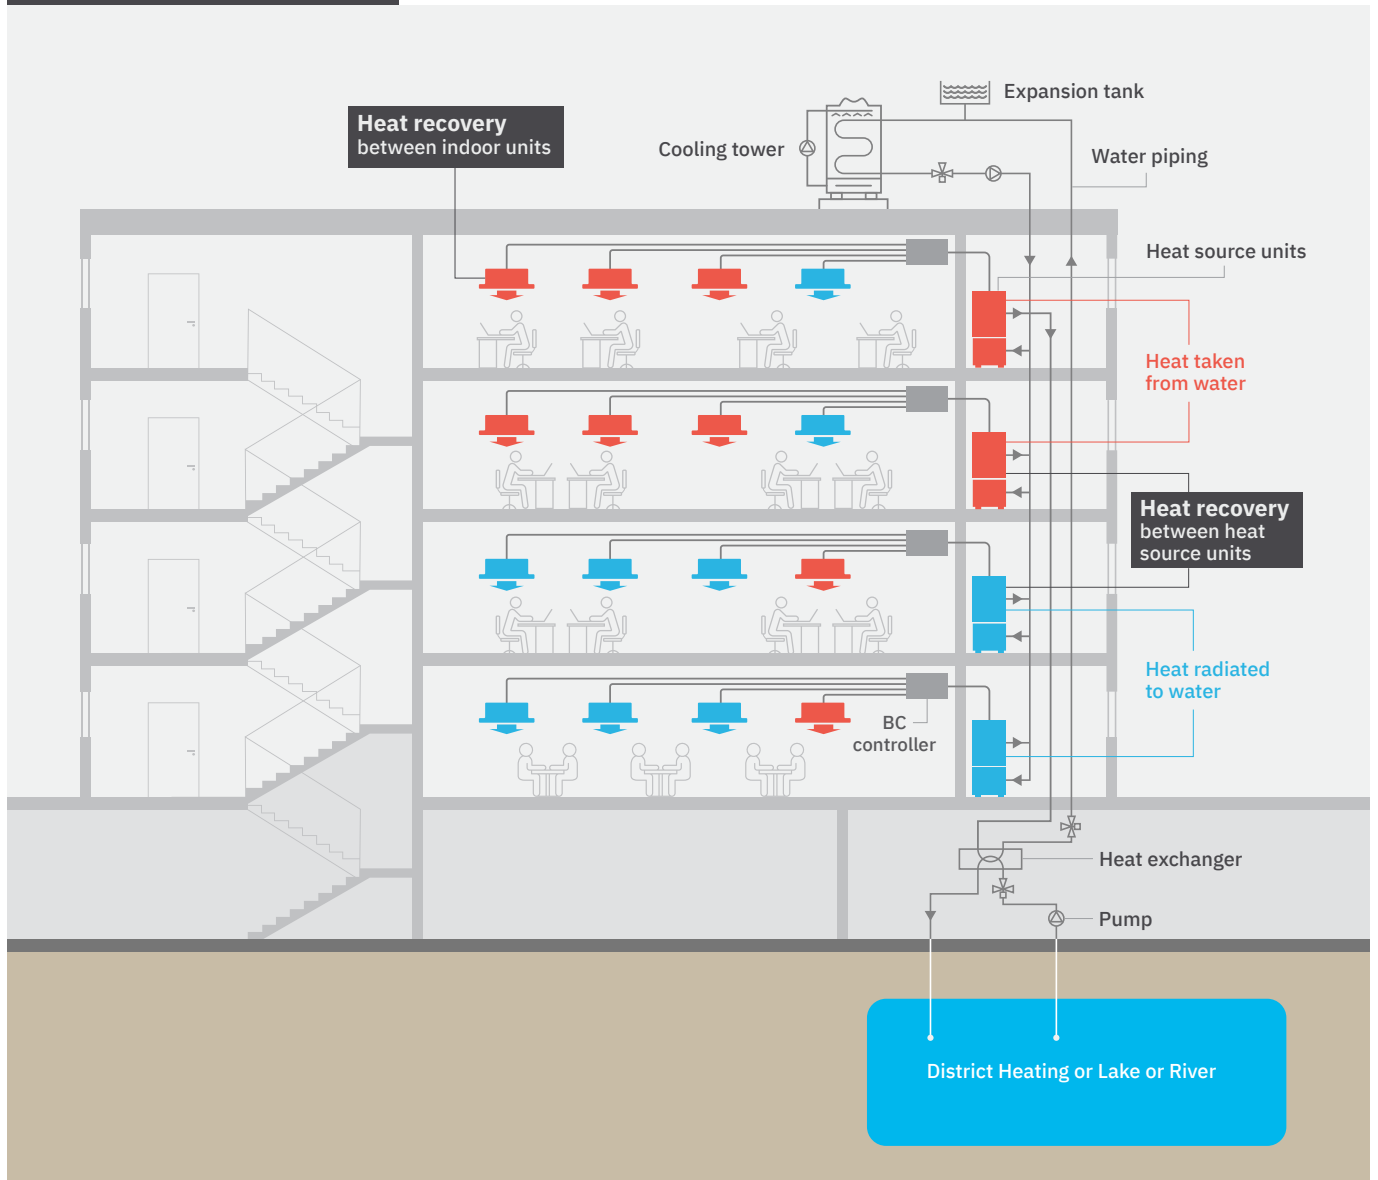 Expansion tank
Heat recovery
between indoor units
Cooling tower
Water piping
Heat source units
Heat taken
from water
Heat recovery
between heat
source units
Heat radiated
to water
BC
controller
Heat exchanger
Pump
District Heating or Lake or River